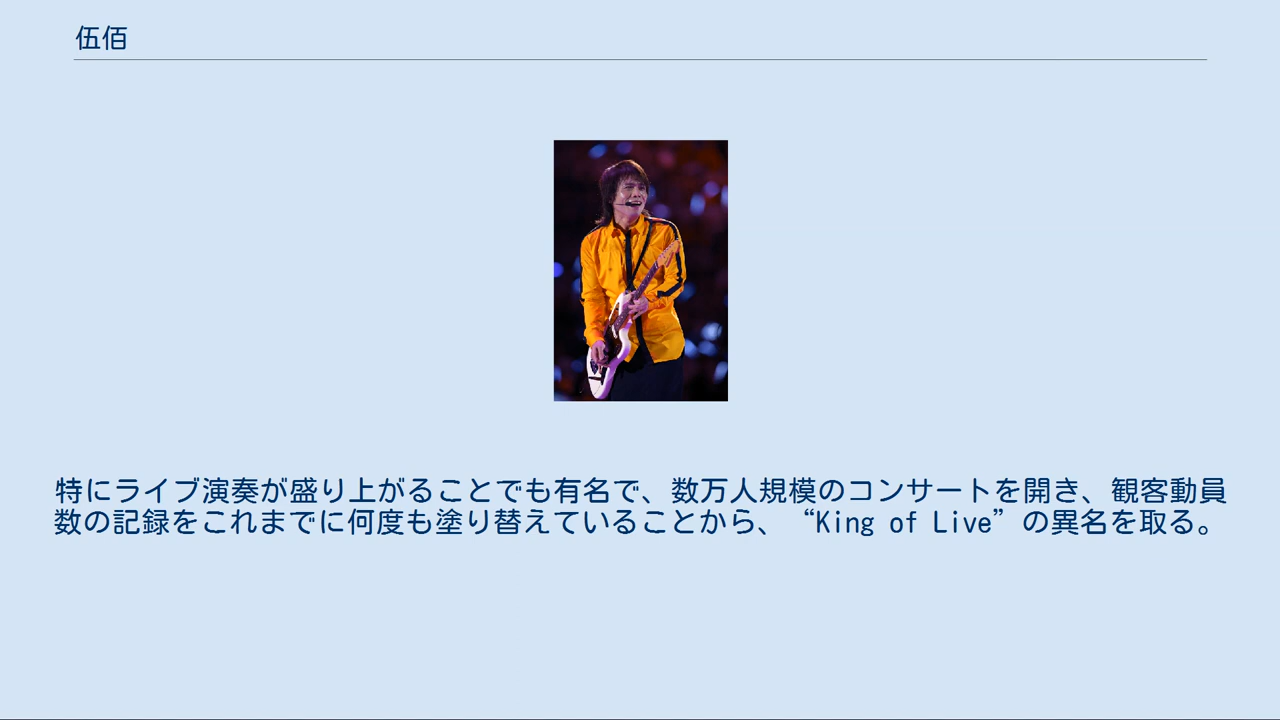 伍佰
特にライブ演奏が盛り上がることでも有名で、数万人規模のコンサートを開き、観客動員
数の記録をこれまでに何度も塗り替えていることから、“King of Live”の異名を取る。